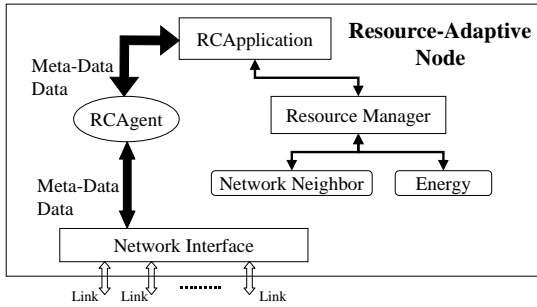 RCApplication
Resource-Adaptive
Node
Meta-Data
Data
RCAgent
Resource Manager
Meta-Data
Data
Network Neighbor
Energy
Network Interface
Link
Link
Link